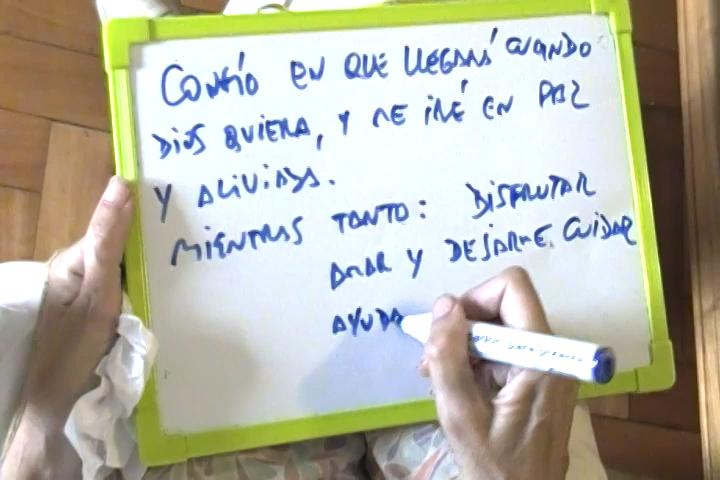 CONFÍO EN QUE LLEGARÁ CUANDO
DIOS QUIERA, Y ME IRÉ EN PAZ
Y ALIVIADA.
MIENTRAS TANTO: DISFRUTAR
AMAR Y DEJARME CUIDAR
AYUDA